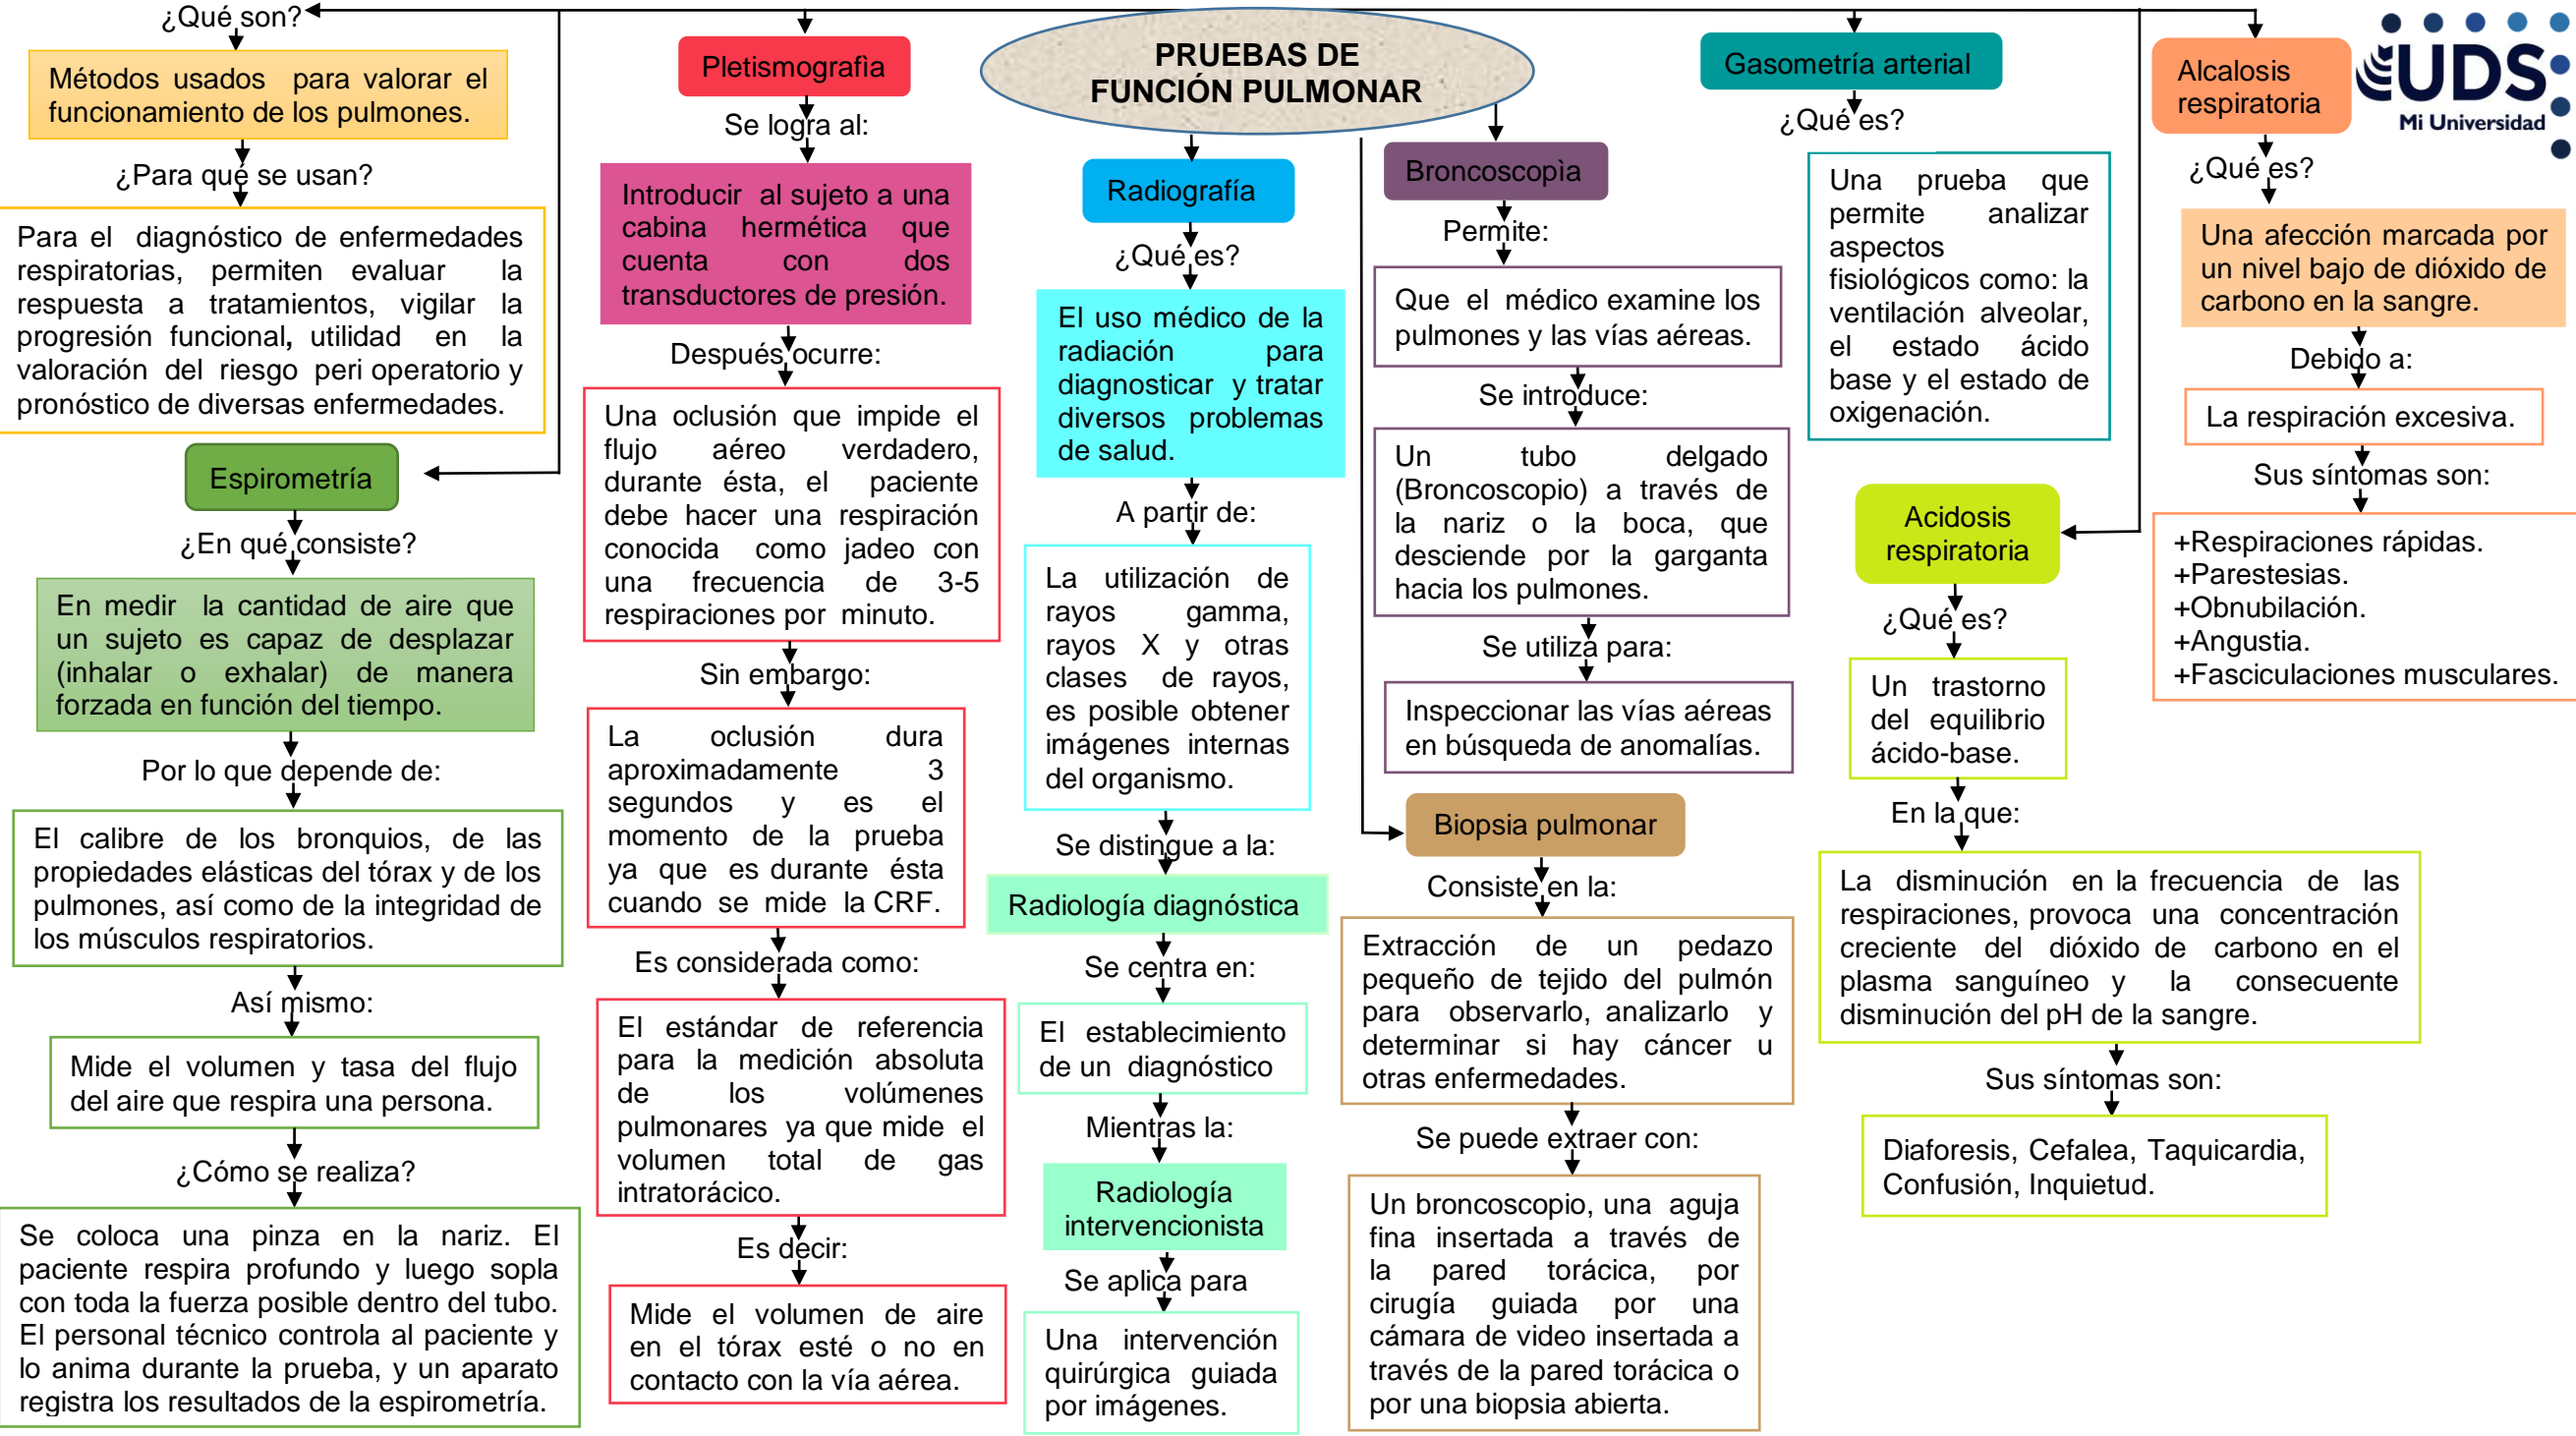 ¿Qué son?
Métodos usados para valorar el
funcionamiento de los pulmones.
¿Para qué se usan?
Para el diagnóstico de enfermedades
respiratorias, permiten evaluar la
respuesta a tratamientos, vigilar la
progresión funcional, utilidad en la
valoración del riesgo peri operatorio y
pronóstico de diversas enfermedades.
Espirometría
¿En qué consiste?
En medir la cantidad de aire que
un sujeto es capaz de desplazar
(inhalar o exhalar) de manera
forzada en función del tiempo.
Por lo que depende de:
El calibre de los bronquios, de las
propiedades elásticas del tórax y de los
pulmones, así como de la integridad de
los músculos respiratorios.
Así mismo:
Mide el volumen y tasa del flujo
del aire que respira una persona.
¿Cómo se realiza?
Se coloca una pinza en la nariz. El
paciente respira profundo y luego sopla
con toda la fuerza posible dentro del tubo.
El personal técnico controla al paciente y
lo anima durante la prueba, y un aparato
registra los resultados de la espirometría.
Pletismografìa
Se logra al:
Introducir al sujeto a una
cabina hermética que
cuenta con dos
transductores de presión.
Después ocurre:
Una oclusión que impide el
flujo aéreo verdadero,
durante ésta, el paciente
debe hacer una respiración
conocida como jadeo con
una frecuencia de 3-5
respiraciones por minuto.
Sin embargo:
La oclusión dura
aproximadamente 3
segundos y es el
momento de la prueba
ya que es durante ésta
cuando se mide la CRF.
Es considerada como:
El estándar de referencia
para la medición absoluta
de los volúmenes
pulmonares ya que mide el
volumen total de gas
intratorácico.
Es decir:
Mide el volumen de aire
en el tórax esté o no en
contacto con la vía aérea.
PRUEBAS DE
FUNCIÓN PULMONAR
Radiografía
¿Qué es?
El uso médico de la
radiación para
diagnosticar y tratar
diversos problemas
de salud.
A partir de:
La utilización de
rayos gamma,
rayos X y otras
clases de rayos,
es posible obtener
imágenes internas
del organismo.
Se distingue a la:
Radiología diagnóstica
Se centra en:
El establecimiento
de un diagnóstico
Mientras la:
Radiología
intervencionista
Se aplica para
Una intervención
quirúrgica guiada
por imágenes.
Broncoscopìa
Permite:
Que el médico examine los
pulmones y las vías aéreas.
Se introduce:
Un tubo delgado
(Broncoscopio) a través de
la nariz o la boca, que
desciende por la garganta
hacia los pulmones.
Se utiliza para:
Inspeccionar las vías aéreas
en búsqueda de anomalías.
Biopsia pulmonar
Consiste en la:
Extracción de un pedazo
pequeño de tejido del pulmón
para observarlo, analizarlo y
determinar si hay cáncer u
otras enfermedades.
Se puede extraer con:
Un broncoscopio, una aguja
fina insertada a través de
la pared torácica, por
cirugía guiada por una
cámara de video insertada a
través de la pared torácica o
por una biopsia abierta.
Gasometría arterial
¿Qué es?
Una prueba que
permite analizar
aspectos
fisiológicos como: la
ventilación alveolar,
el estado ácido
base y el estado de
oxigenación.
Acidosis
respiratoria
¿Qué es?
Un trastorno
del equilibrio
ácido-base.
En la que:
La disminución en la frecuencia de las
respiraciones, provoca una concentración
creciente del dióxido de carbono en el
plasma sanguíneo y la consecuente
disminución del pH de la sangre.
Sus síntomas son:
Diaforesis, Cefalea, Taquicardia,
Confusión, Inquietud.
Alcalosis
respiratoria
¿Qué es?
Una afección marcada por
un nivel bajo de dióxido de
carbono en la sangre.
Debido a:
La respiración excesiva.
Sus síntomas son:
+Respiraciones rápidas.
+Parestesias.
+Obnubilación.
+Angustia.
+Fasciculaciones musculares.
UDS
Mi Universidad